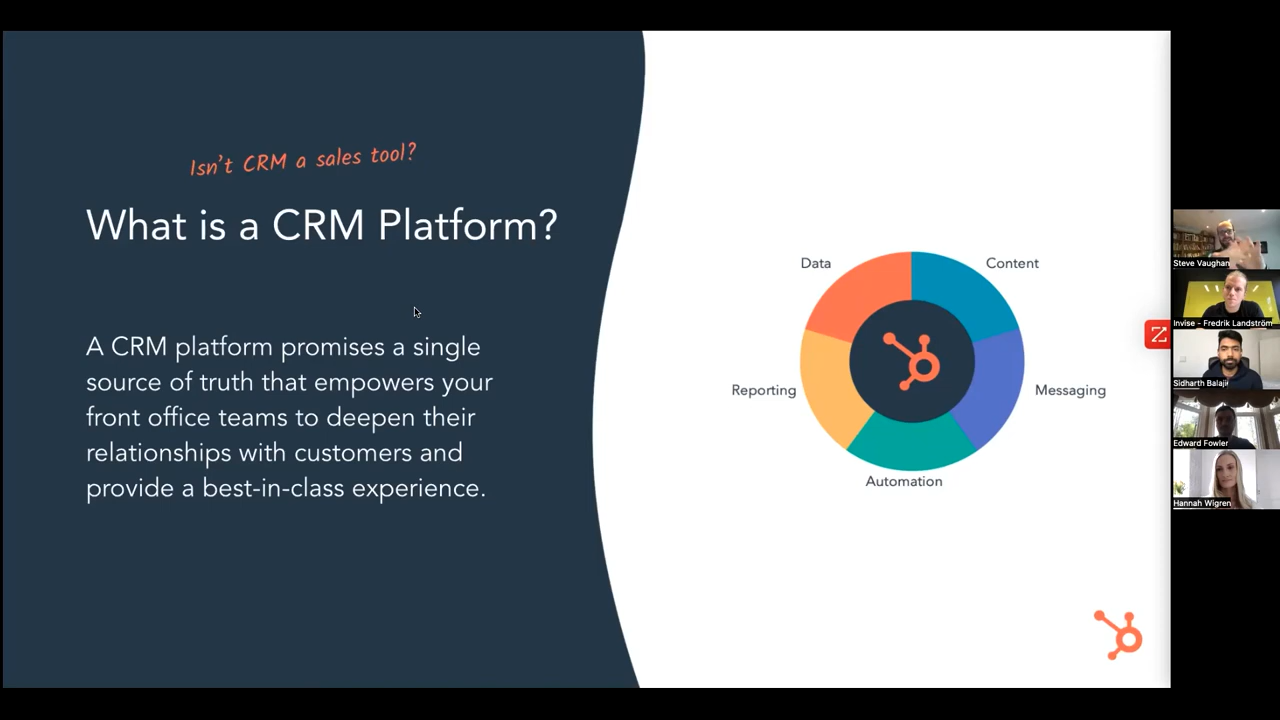 Isn't CRM a sales tool?
What is a CRM Platform?
A CRM platform promises a single
source of truth that empowers your
front office teams to deepen their
relationships with customers and
provide a best-in-class experience.
Data
Content
Reporting
Messaging
Automation
Steve Vaughan
Invise - Fredrik Landström
Sidharth Balaji
Edward Fowler
Hannah Wigren